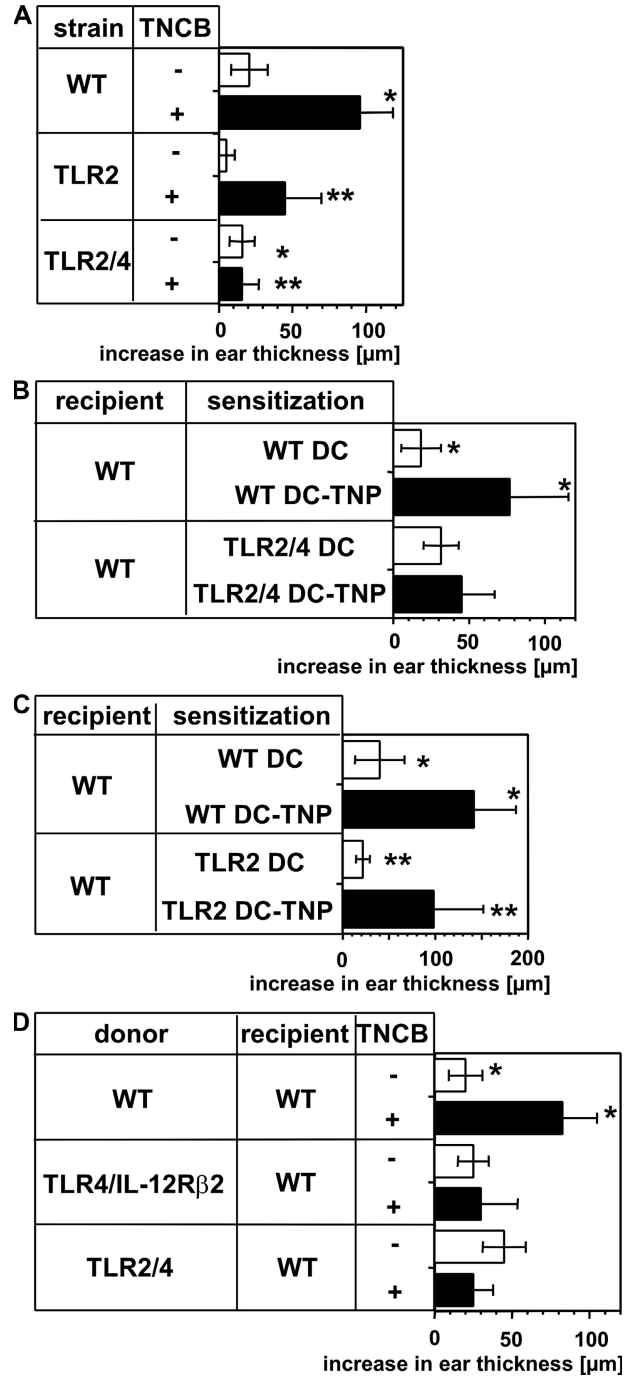 A
strain TNCB
WT - *
+
TLR2 -
+ **
TLR2/4 - *
+ **
0 50 100
increase in ear thickness [µm]
B
recipient sensitization
WT WT DC *
WT DC-TNP *
WT TLR2/4 DC
TLR2/4 DC-TNP
0 50 100
increase in ear thickness [µm]
C
recipient sensitization
WT WT DC *
WT DC-TNP *
WT TLR2 DC **
TLR2 DC-TNP **
0 100 200
increase in ear thickness [µm]
D
donor recipient TNCB
WT WT - *
+ *
TLR4/IL-12Rβ2 WT -
+
TLR2/4 WT -
+
0 50 100
increase in ear thickness [µm]